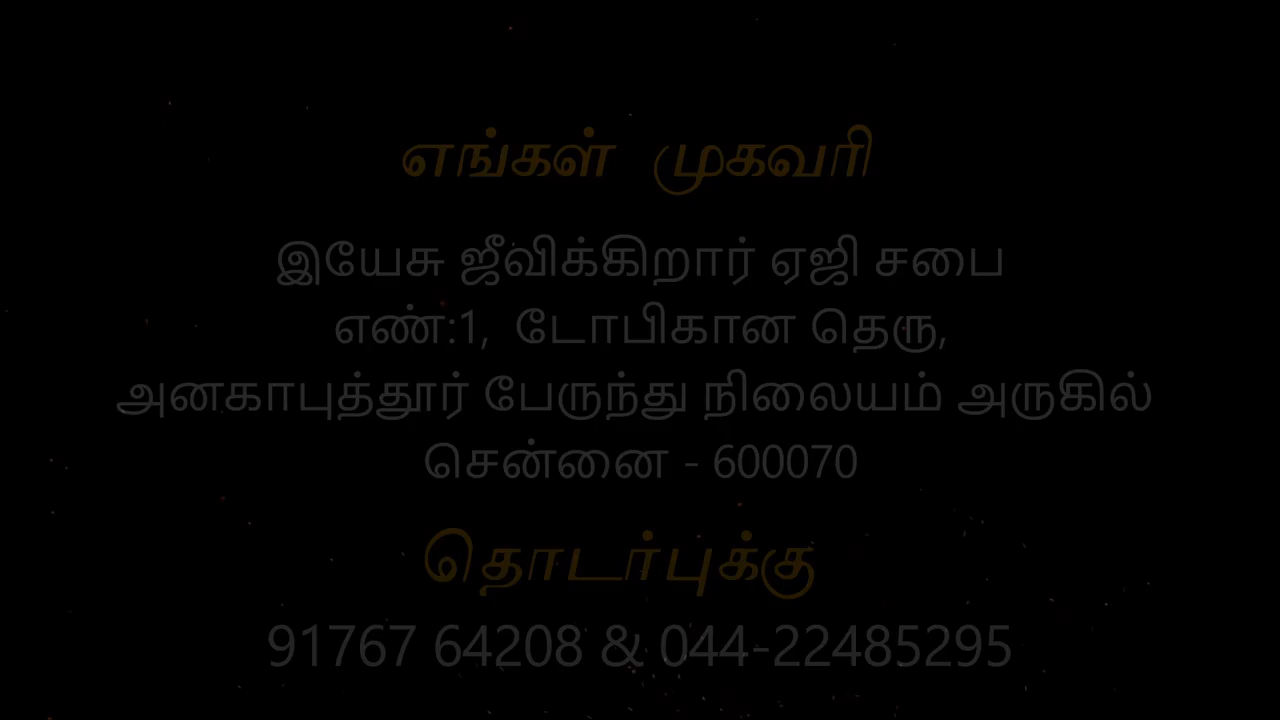 எங்கள் முகவரி
இயேசு ஜீவிக்கிறார் ஏஜி சபை
எண்:1, டோபிகான தெரு,
அனகாபுத்தூர் பேருந்து நிலையம் அருகில்
சென்னை - 600070
தொடர்புக்கு
91767 64208 & 044-22485295